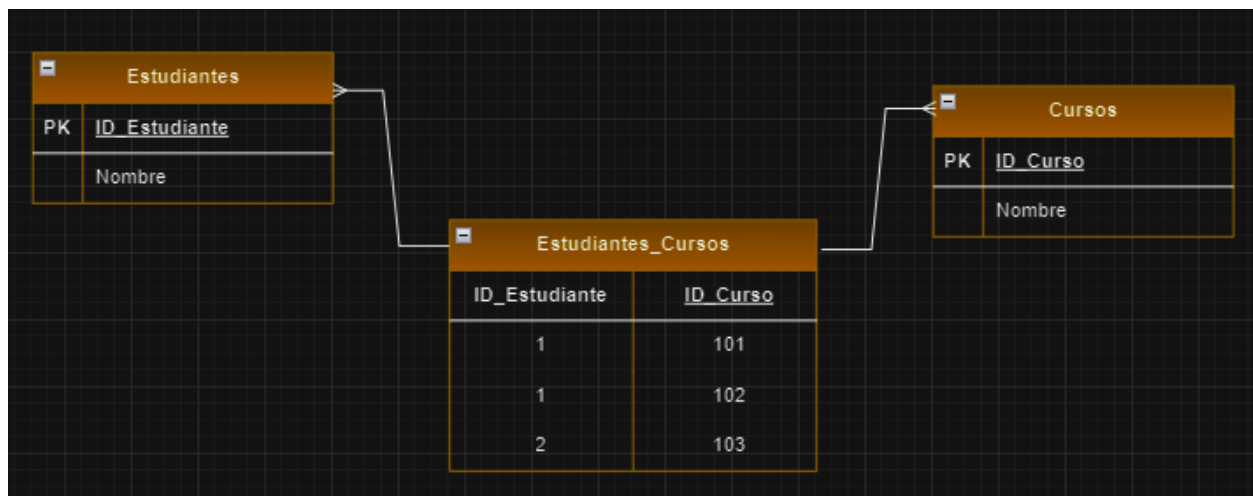 Estudiantes
PK ID_Estudiante
Nombre
Cursos
PK ID_Curso
Nombre
Estudiantes_Cursos
ID_Estudiante ID_Curso
1 101
1 102
2 103